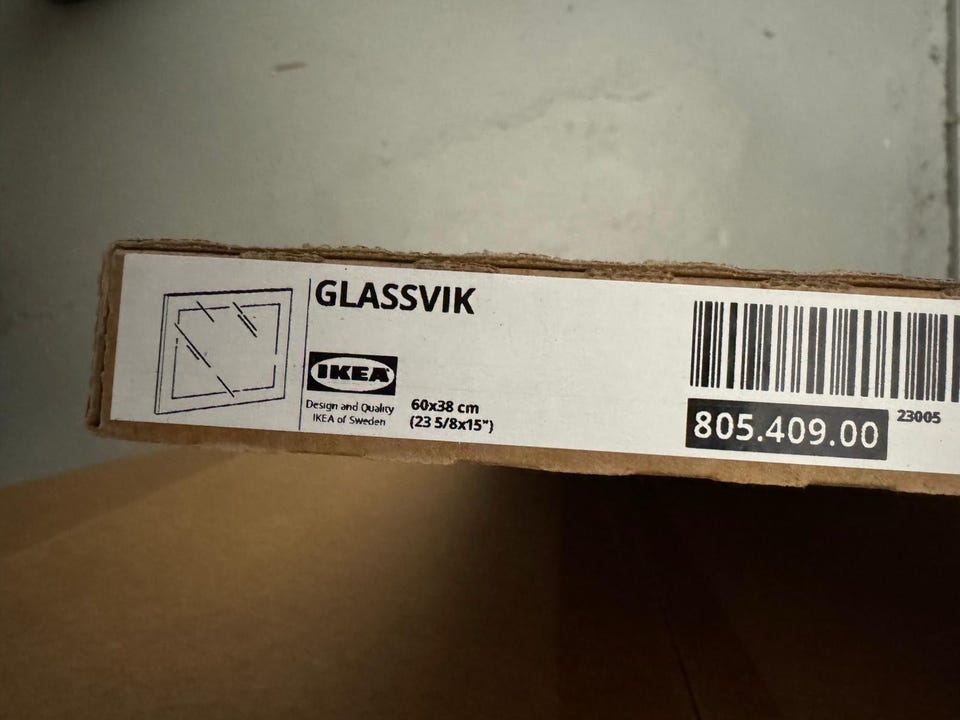 GLASSVIK
IKEA
Design and Quality
IKEA of Sweden
60x38 cm
(23 5/8x15")
805.409.00
23005